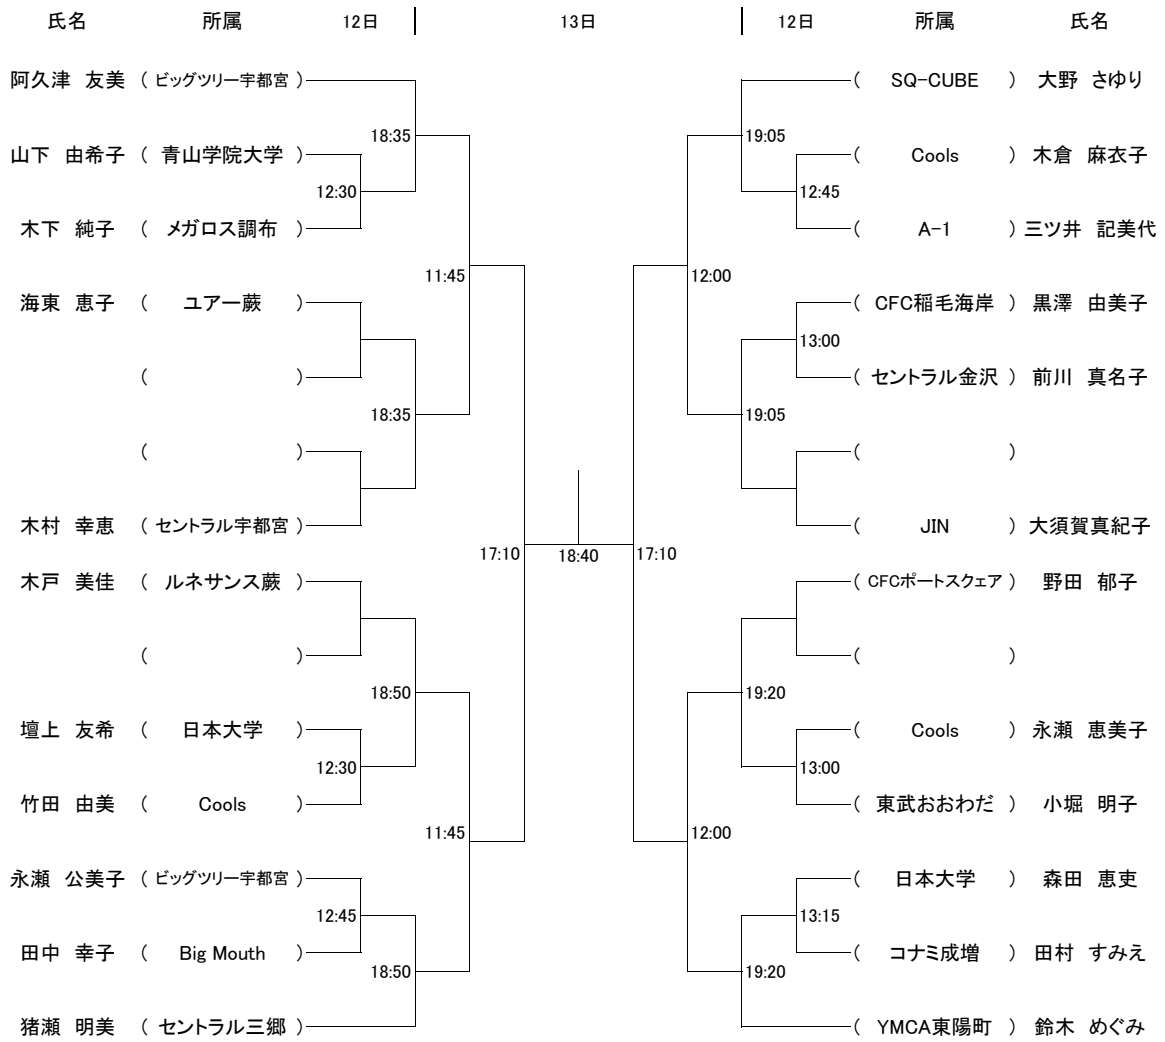 氏名 所属 12日 13日 12日 所属 氏名
阿久津 友美 ( ビッグツリー宇都宮 ) ( SQ-CUBE ) 大野 さゆり
18:35 19:05
山下 由希子 ( 青山学院大学 ) ( Cools ) 木倉 麻衣子
12:30 12:45
木下 純子 ( メガロス調布 ) ( A-1 ) 三ツ井 記美代
11:45 12:00
海東 恵子 ( ユアー蕨 ) ( CFC稲毛海岸 ) 黒澤 由美子
13:00
( ) ( セントラル金沢 ) 前川 真名子
18:35 19:05
( ) ( )
木村 幸恵 ( セントラル宇都宮 ) ( JIN ) 大須賀真紀子
17:10 18:40 17:10
木戸 美佳 ( ルネサンス蕨 ) ( CFCポートスクェア ) 野田 郁子
( ) ( )
18:50 19:20
壇上 友希 ( 日本大学 ) ( Cools ) 永瀬 恵美子
12:30 13:00
竹田 由美 ( Cools ) ( 東武おおわだ ) 小堀 明子
11:45 12:00
永瀬 公美子 ( ビッグツリー宇都宮 ) ( 日本大学 ) 森田 恵吏
12:45 13:15
田中 幸子 ( Big Mouth ) ( コナミ成増 ) 田村 すみえ
18:50 19:20
猪瀬 明美 ( セントラル三郷 ) ( YMCA東陽町 ) 鈴木 めぐみ